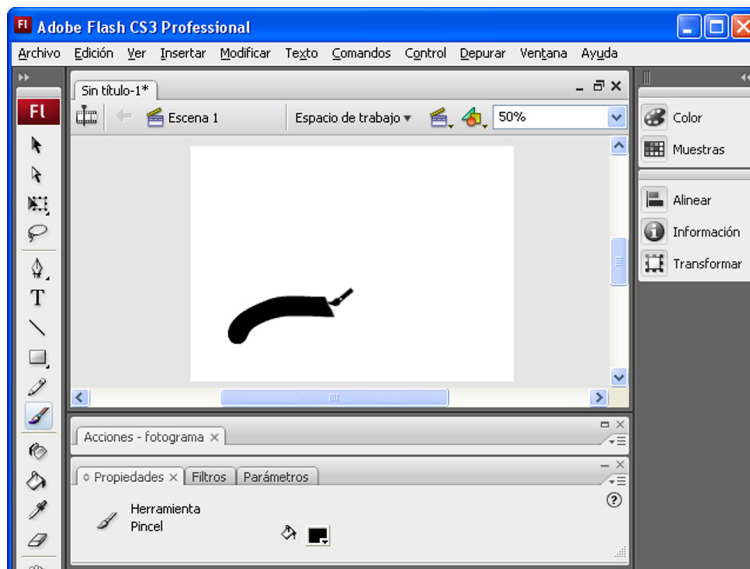 Fl Adobe Flash CS3 Professional
Archivo Edición Ver Insertar Modificar Texto Comandos Control Depurar Ventana Ayuda
Sin título-1*
Fl
Escena 1
Espacio de trabajo
50%
Color
Muestras
Alinear
Información
Transformar
T
Acciones - fotograma
Propiedades Filtros Parámetros
Herramienta
Pincel
?